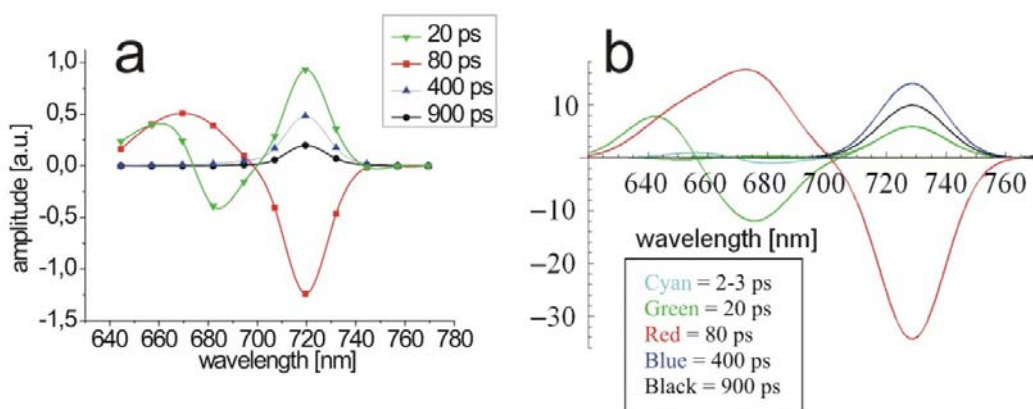 a
20 ps
80 ps
400 ps
900 ps
1,0
0,5
0,0
-0,5
-1,0
-1,5
amplitude [a.u.]
640 660 680 700 720 740 760 780
wavelength [nm]
b
10
640 660 680 700 720 740 760
-10
-20
-30
wavelength [nm]
Cyan = 2-3 ps
Green = 20 ps
Red = 80 ps
Blue = 400 ps
Black = 900 ps